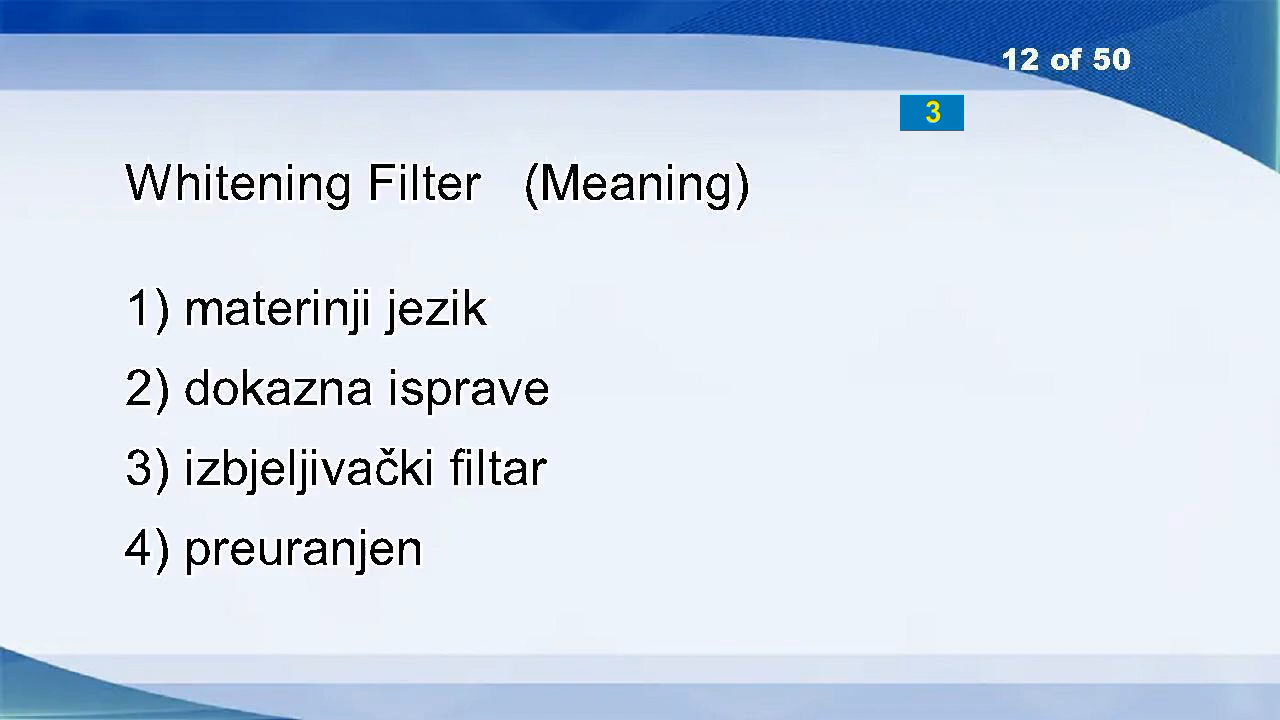 12 of 50
3
Whitening Filter (Meaning)
1) materinji jezik
2) dokazna isprave
3) izbjeljivački filtar
4) preuranjen